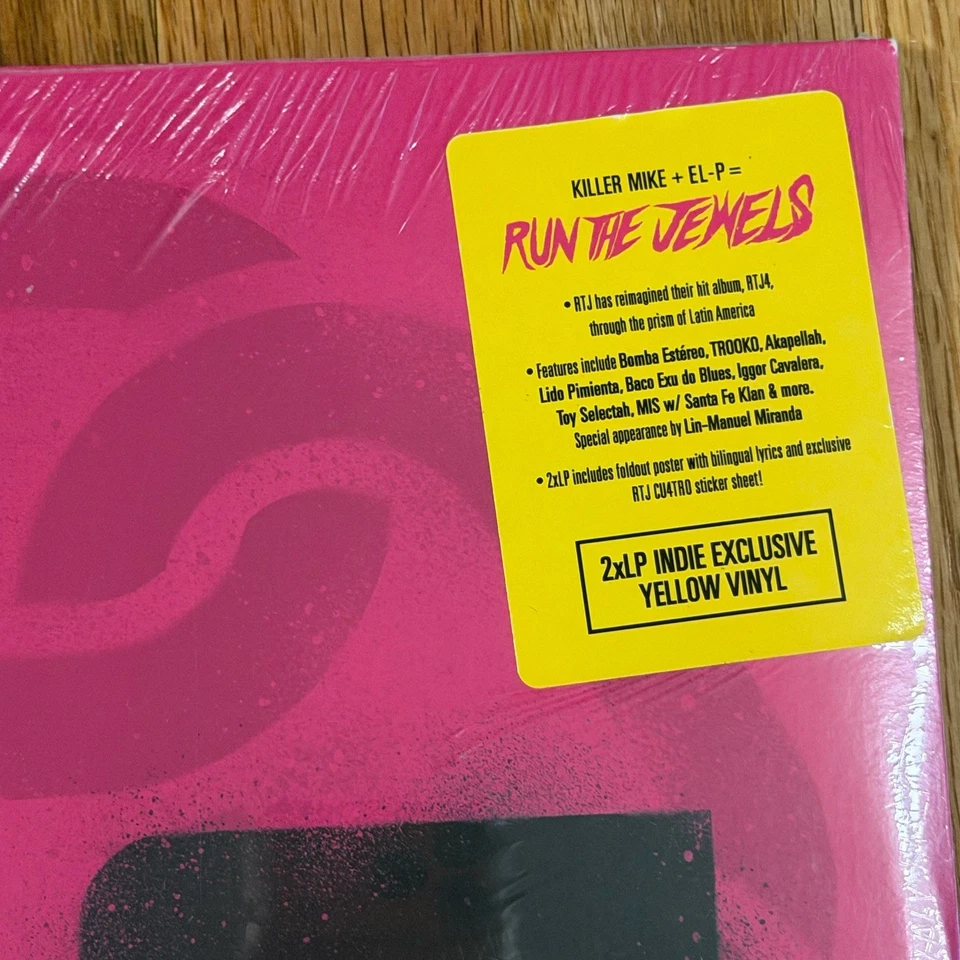 KILLER MIKE + EL-P =
RUN THE JEWELS
• RTJ has reimagined their hit album, RTJ4,
through the prism of Latin America
• Features include Bomba Estéreo, TROOKO, Akapellah,
Lido Pimienta, Baco Exu do Blues, Iggor Cavalera,
Toy Selectah, MIS w/ Santa Fe Klan & more.
Special appearance by Lin-Manuel Miranda
• 2xLP includes foldout poster with bilingual lyrics and exclusive
RTJ CU4TRO sticker sheet!
2xLP INDIE EXCLUSIVE
YELLOW VINYL